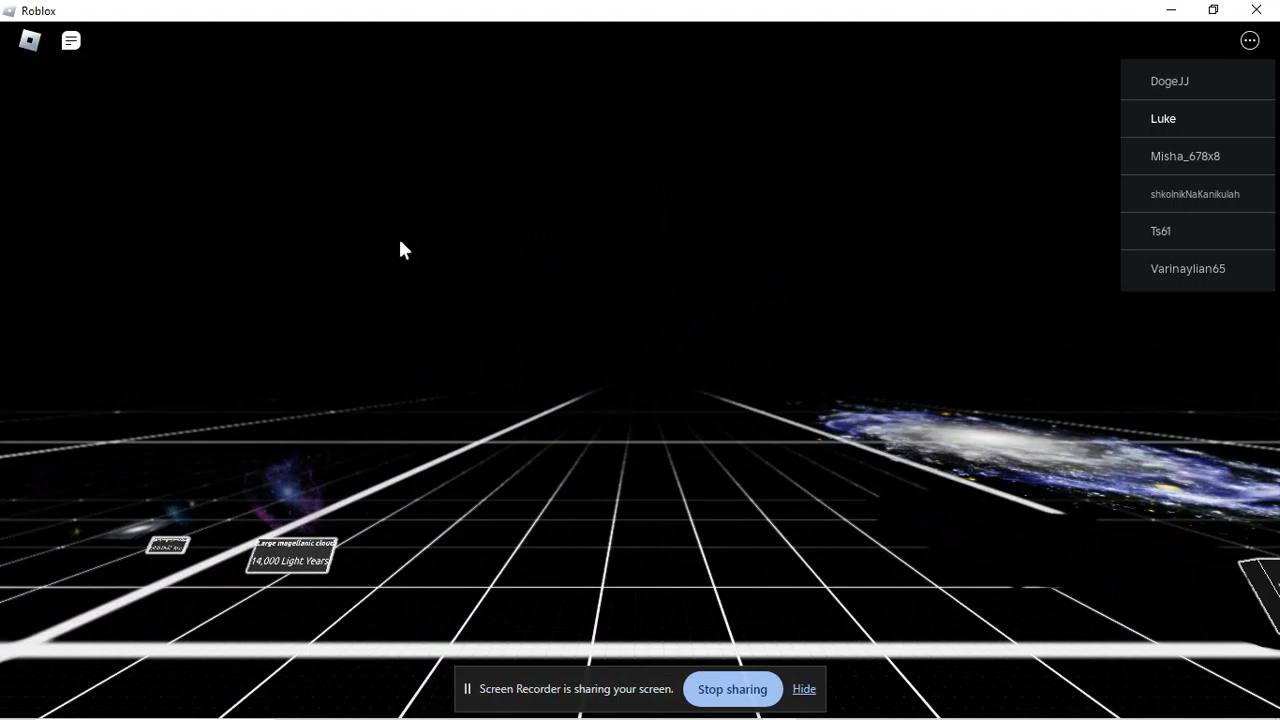 Roblox
DogeJJ
Luke
Misha_678x8
shkolnikNaKanikulah
Ts61
Varinaylian65
Large magellanic cloud
14,000 Light Years
Screen Recorder is sharing your screen.
Stop sharing
Hide